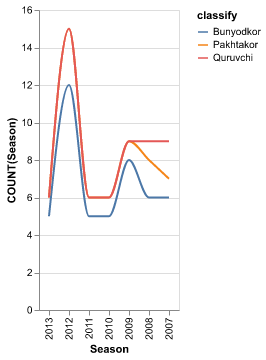 classify
Bunyodkor
Pakhtakor
Quruvchi
COUNT(Season)
16
14
12
10
8
6
4
2
0
2013
2012
2011
2010
2009
2008
2007
Season